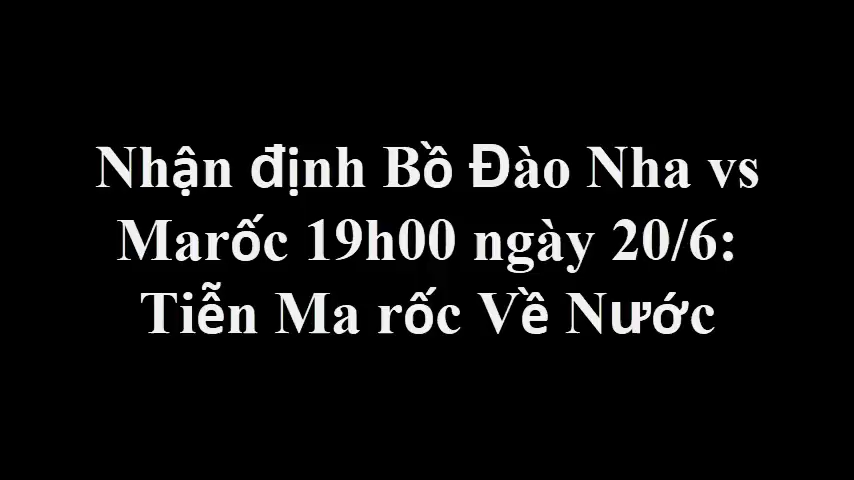 Nhận định Bồ Đào Nha vs
Marốc 19h00 ngày 20/6:
Tiễn Ma rốc Về Nước